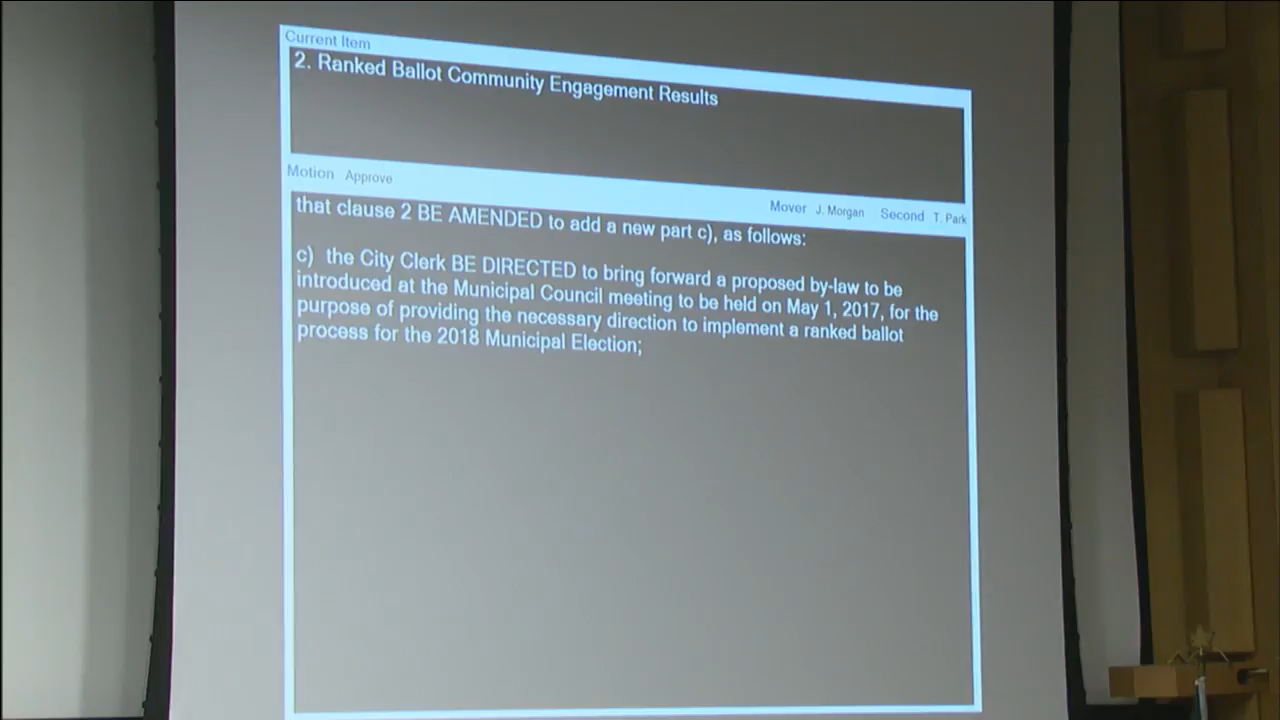 Current Item
2. Ranked Ballot Community Engagement Results
Motion Approve
Mover J. Morgan Second T. Park
that clause 2 BE AMENDED to add a new part c), as follows:
c) the City Clerk BE DIRECTED to bring forward a proposed by-law to be
introduced at the Municipal Council meeting to be held on May 1, 2017, for the
purpose of providing the necessary direction to implement a ranked ballot
process for the 2018 Municipal Election;